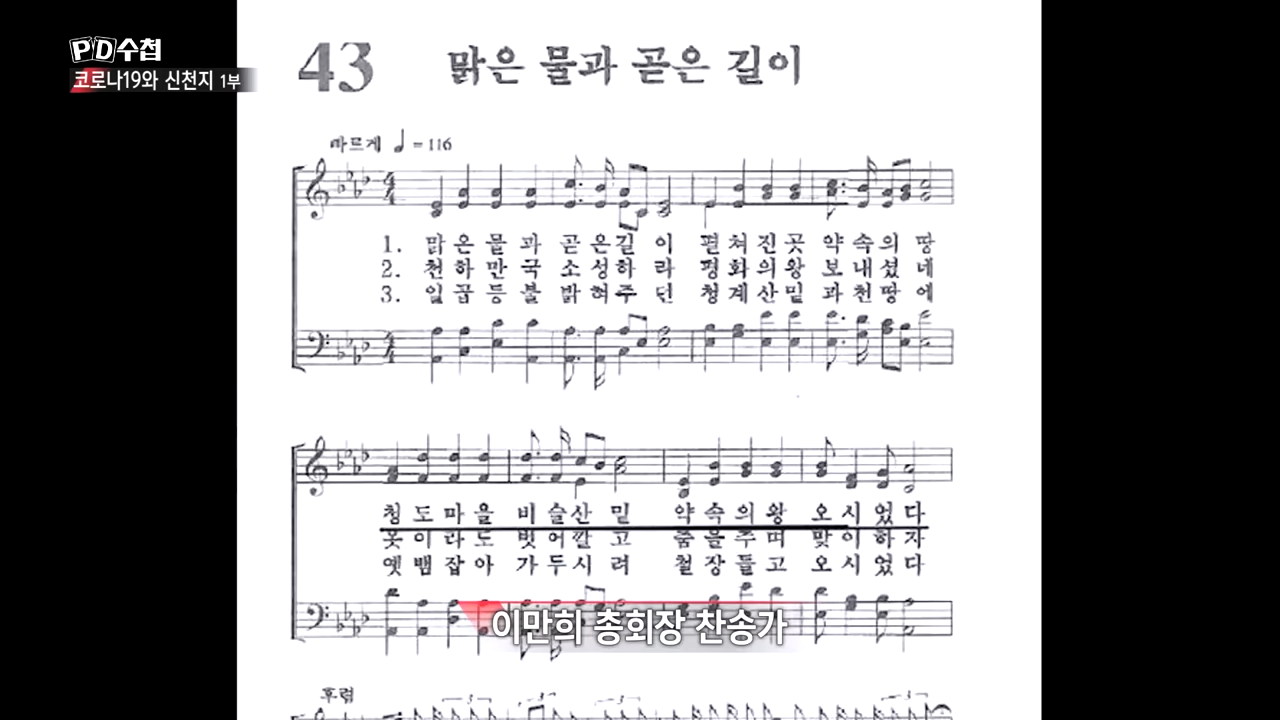 PD수첩
코로나19와 신천지 1부
43 맑은 물과 곧은 길이
빠르게 ♩ = 116
1. 맑은물과 곧은길이 펼쳐진곳 약속의땅
2. 천하만국 소성하라 평화의왕 보내셨네
3. 일곱등불 밝혀주던 청계산밑 과천땅에
청도마을 비슬산밑 약속의왕 오시었다
옷이라도 벗어깔고 춤을추며 맞이하자
옛뱀잡아 가두시려 철장들고 오시었다
이만희 총회장 찬송가
후렴